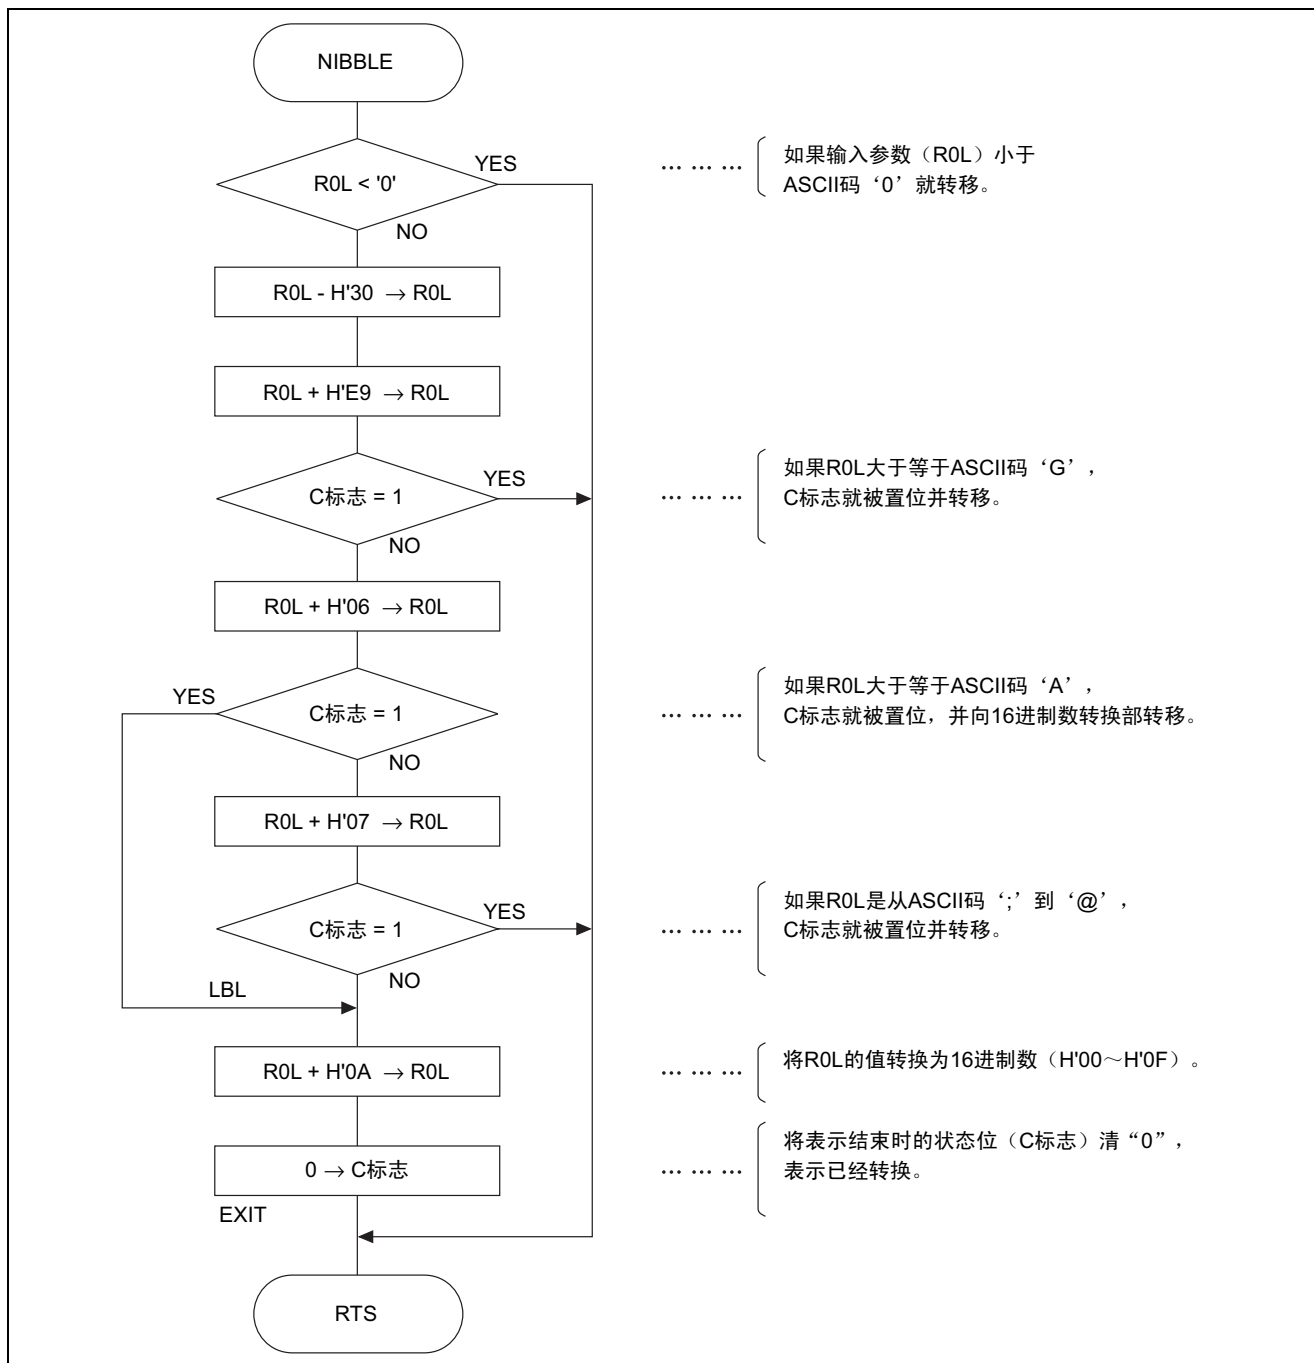 NIBBLE
YES
R0L < '0'
NO
… … …
如果输入参数（R0L）小于
ASCII码‘0’就转移。
R0L - H'30 → R0L
R0L + H'E9 → R0L
YES
C标志 = 1
NO
… … …
如果R0L大于等于ASCII码‘G’，
C标志就被置位并转移。
R0L + H'06 → R0L
YES
C标志 = 1
NO
… … …
如果R0L大于等于ASCII码‘A’，
C标志就被置位，并向16进制数转换部转移。
R0L + H'07 → R0L
YES
C标志 = 1
NO
… … …
如果R0L是从ASCII码‘;’到‘@’，
C标志就被置位并转移。
LBL
R0L + H'0A → R0L
… … …
将R0L的值转换为16进制数（H'00～H'0F）。
0 → C标志
… … …
将表示结束时的状态位（C标志）清“0”，
表示已经转换。
EXIT
RTS